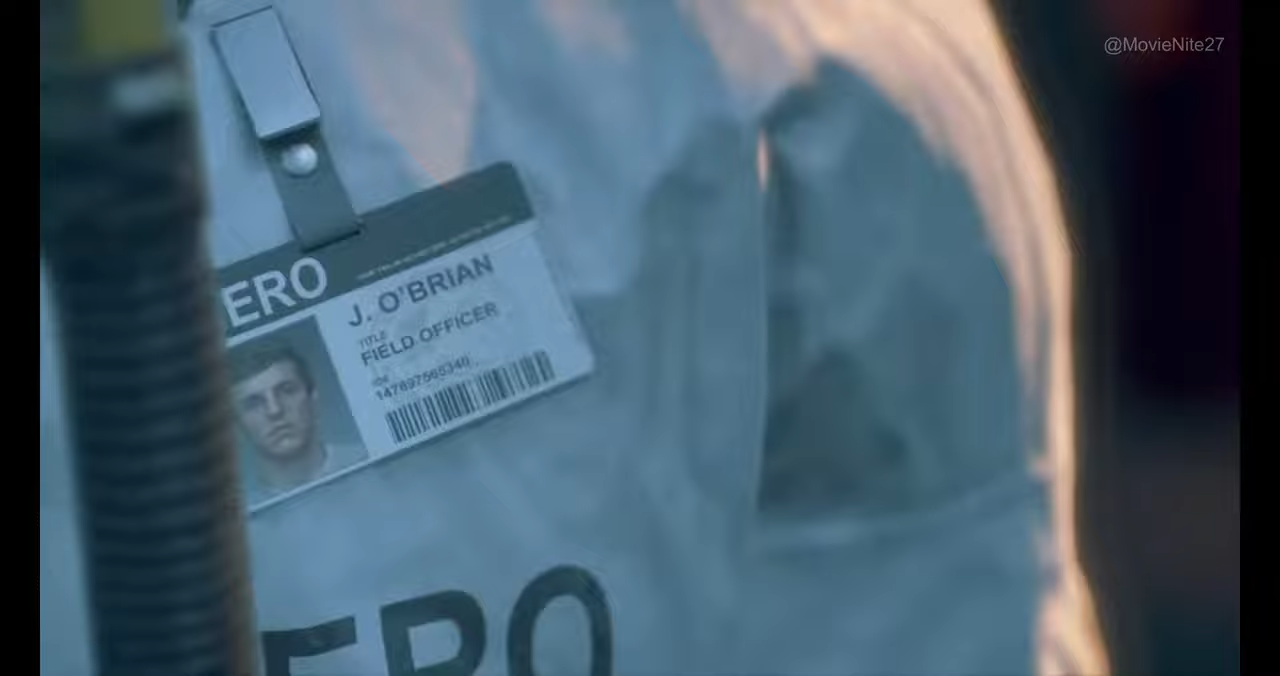 @MovieNite27
ERO
J. O'BRIAN
TITLE
FIELD OFFICER
ID#
147897565340
ERO